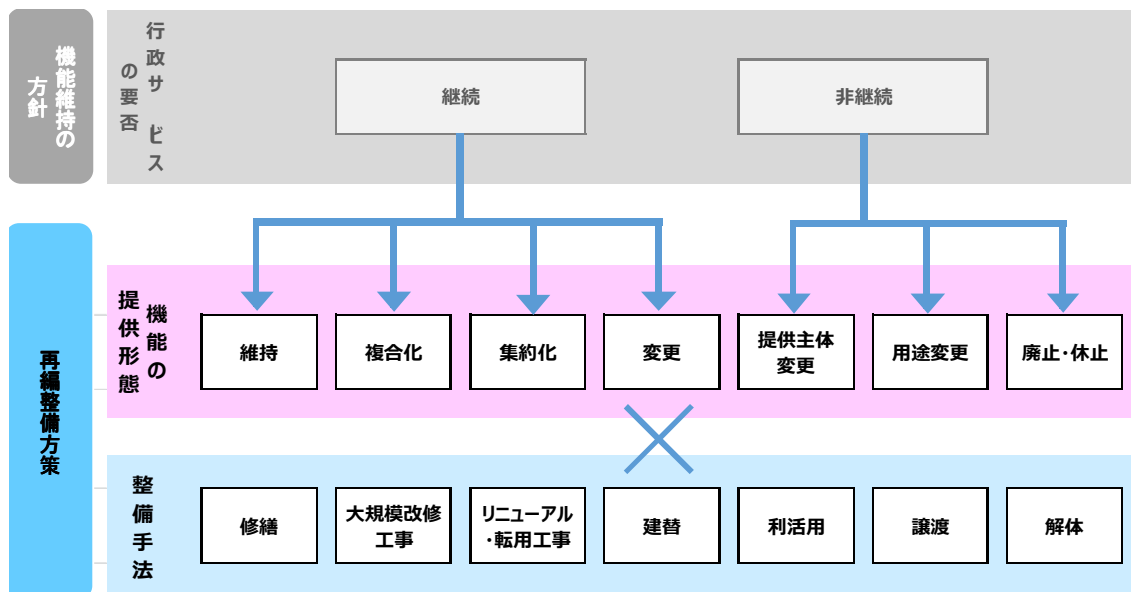 機能維持の
方針
行政サービス
の要否
継続
非継続
再編整備方策
機能の
提供形態
維持
複合化
集約化
変更
提供主体
変更
用途変更
廃止・休止
整備手法
修繕
大規模改修
工事
リニューアル
・転用工事
建替
利活用
譲渡
解体